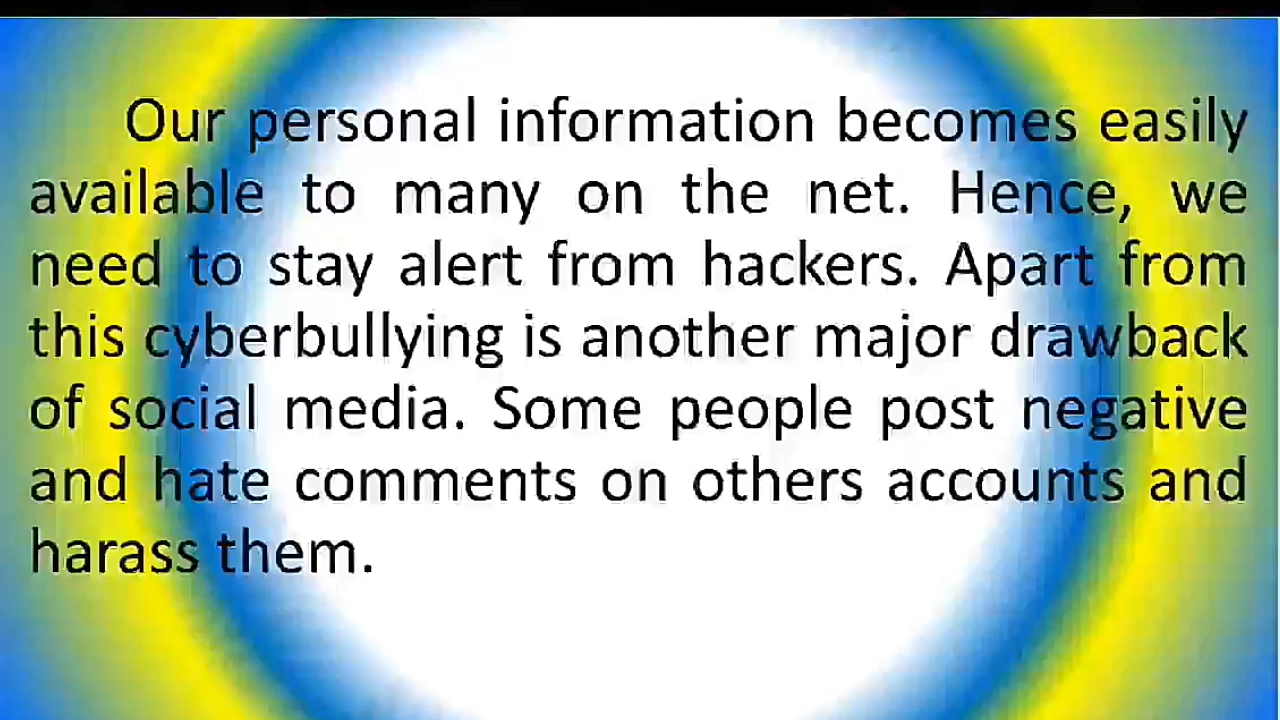 Our personal information becomes easily
available to many on the net. Hence, we
need to stay alert from hackers. Apart from
this cyberbullying is another major drawback
of social media. Some people post negative
and hate comments on others accounts and
harass them.